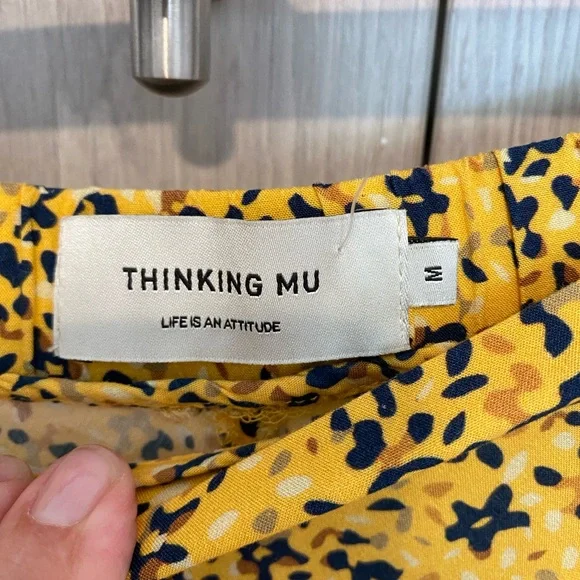 THINKING MU
LIFE IS AN ATTITUDE
M